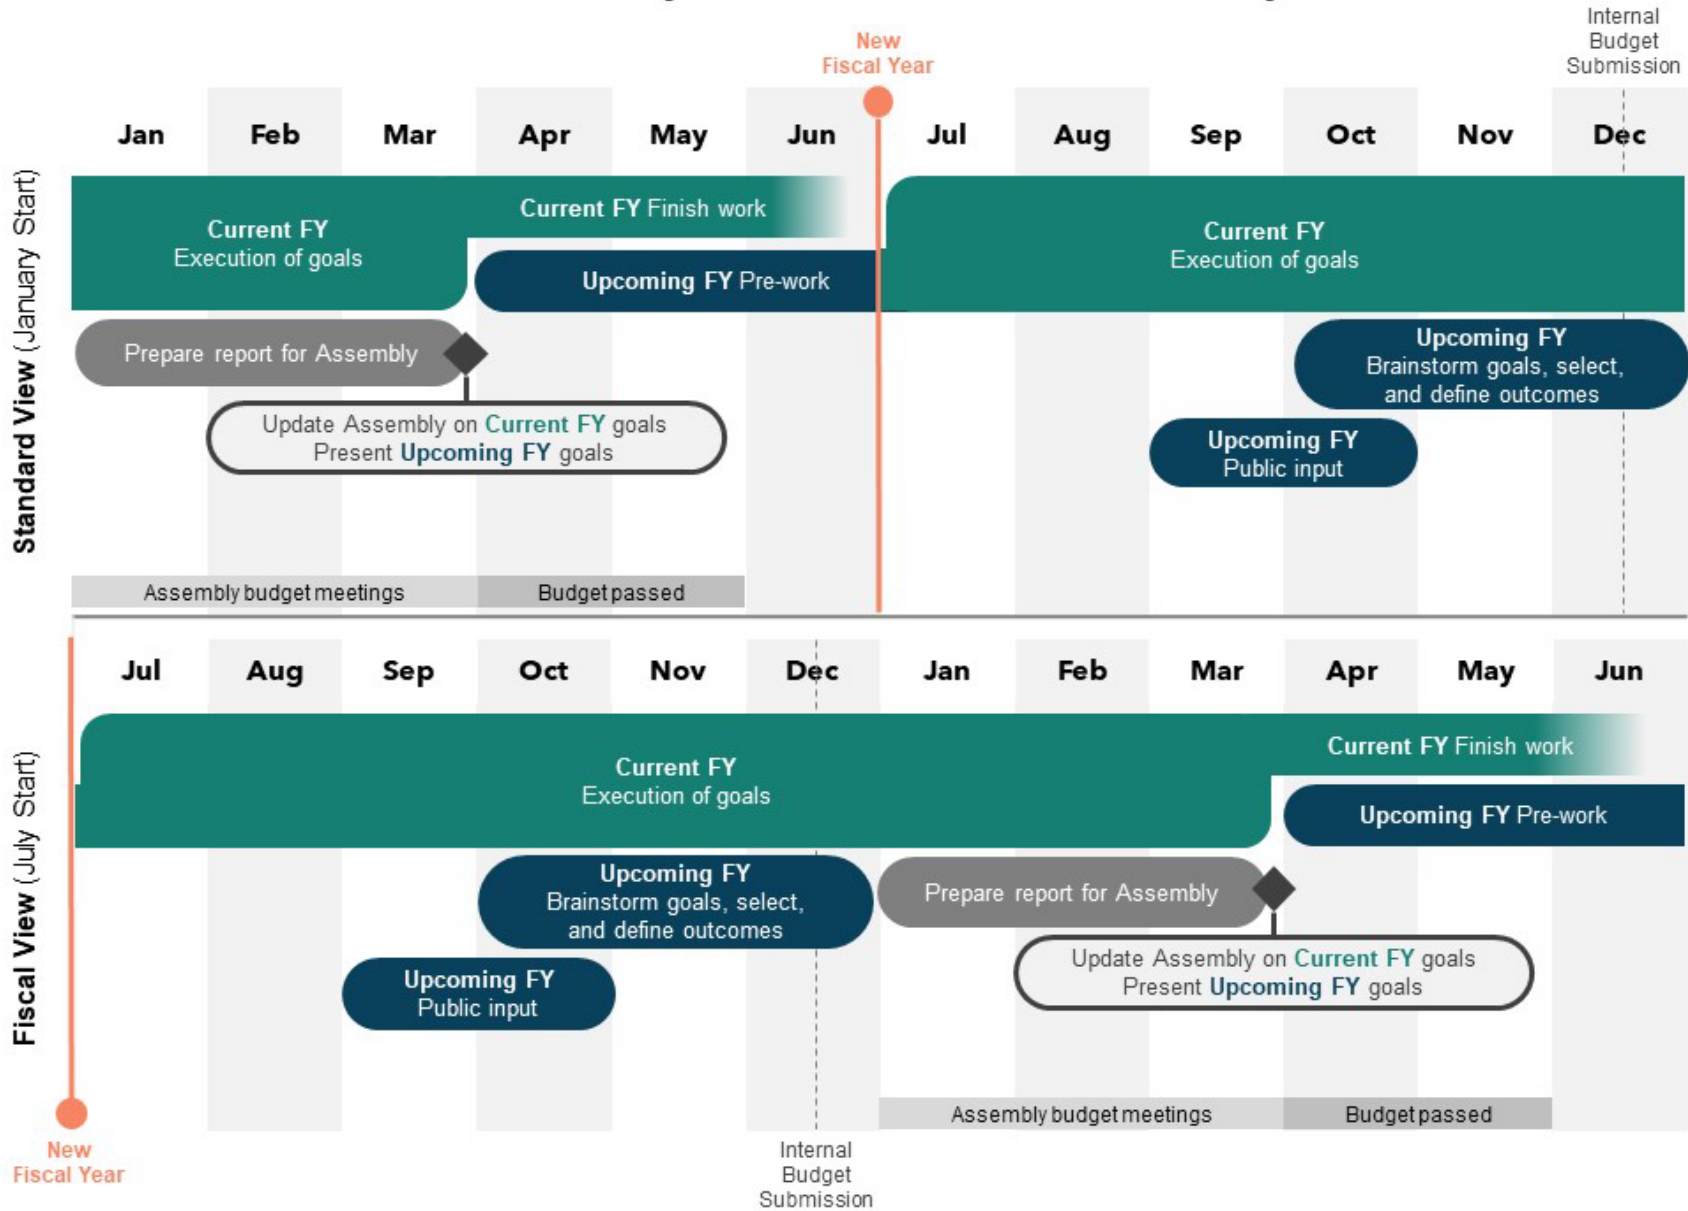 Internal
Budget
Submission
New
Fiscal Year
Jan Feb Mar Apr May Jun Jul Aug Sep Oct Nov Dec
Standard View (January Start)
Current FY Finish work
Current FY
Execution of goals
Current FY
Execution of goals
Upcoming FY Pre-work
Prepare report for Assembly
Upcoming FY
Brainstorm goals, select,
and define outcomes
Update Assembly on Current FY goals
Present Upcoming FY goals
Upcoming FY
Public input
Assembly budget meetings
Budget passed
Jul Aug Sep Oct Nov Dec Jan Feb Mar Apr May Jun
Fiscal View (July Start)
Current FY Finish work
Current FY
Execution of goals
Upcoming FY Pre-work
Upcoming FY
Brainstorm goals, select,
and define outcomes
Prepare report for Assembly
Update Assembly on Current FY goals
Present Upcoming FY goals
Upcoming FY
Public input
Assembly budget meetings
Budget passed
New
Fiscal Year
Internal
Budget
Submission